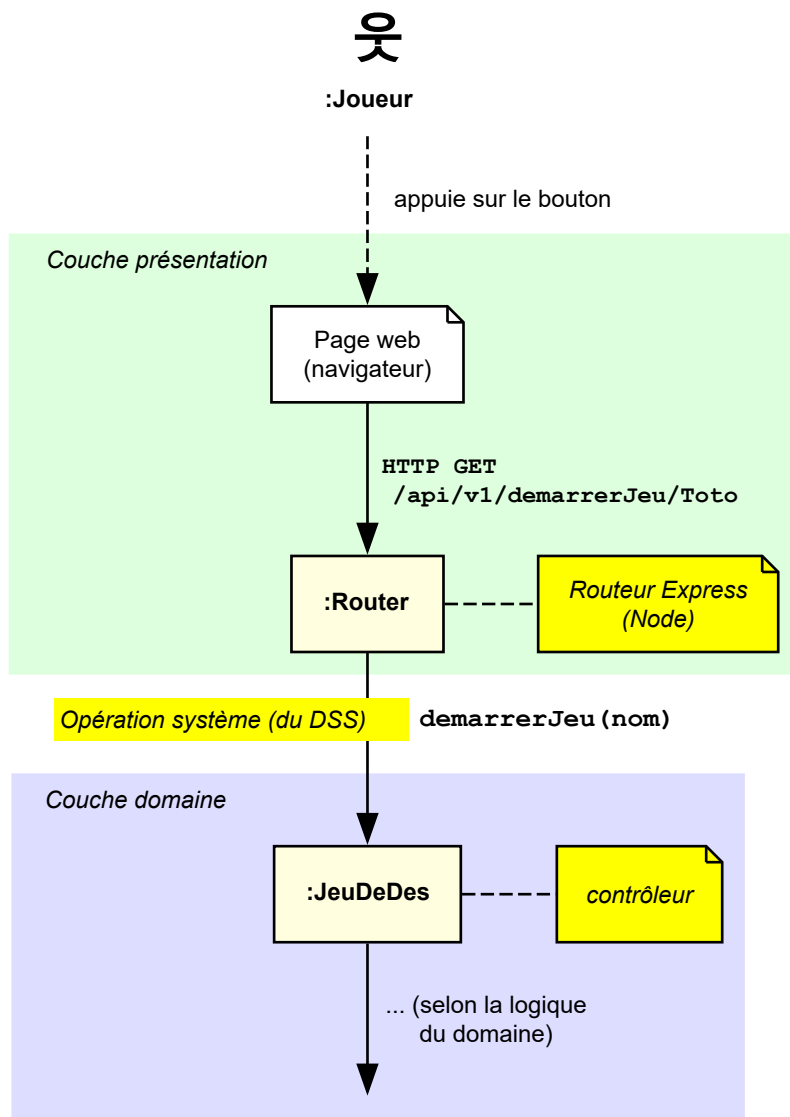 웃
:Joueur
appuie sur le bouton
Couche présentation
Page web
(navigateur)
HTTP GET
/api/v1/demarrerJeu/Toto
:Router
Routeur Express
(Node)
Opération système (du DSS)
demarrerJeu(nom)
Couche domaine
:JeuDeDes
contrôleur
... (selon la logique
du domaine)